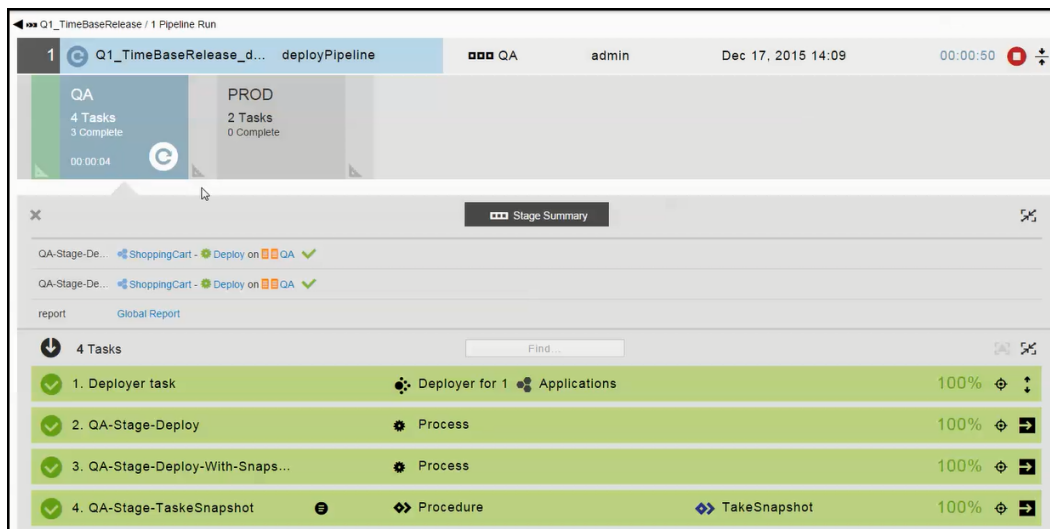 Q1_TimeBaseRelease / 1 Pipeline Run
1 Q1_TimeBaseRelease_d... deployPipeline QA admin Dec 17, 2015 14:09 00:00:50
QA PROD
4 Tasks 2 Tasks
3 Complete 0 Complete
00:00:04
Stage Summary
QA-Stage-De... ShoppingCart - Deploy on QA
QA-Stage-De... ShoppingCart - Deploy on QA
report Global Report
4 Tasks Find...
1. Deployer task Deployer for 1 Applications 100%
2. QA-Stage-Deploy Process 100%
3. QA-Stage-Deploy-With-Snaps... Process 100%
4. QA-Stage-TaskeSnapshot Procedure TakeSnapshot 100%